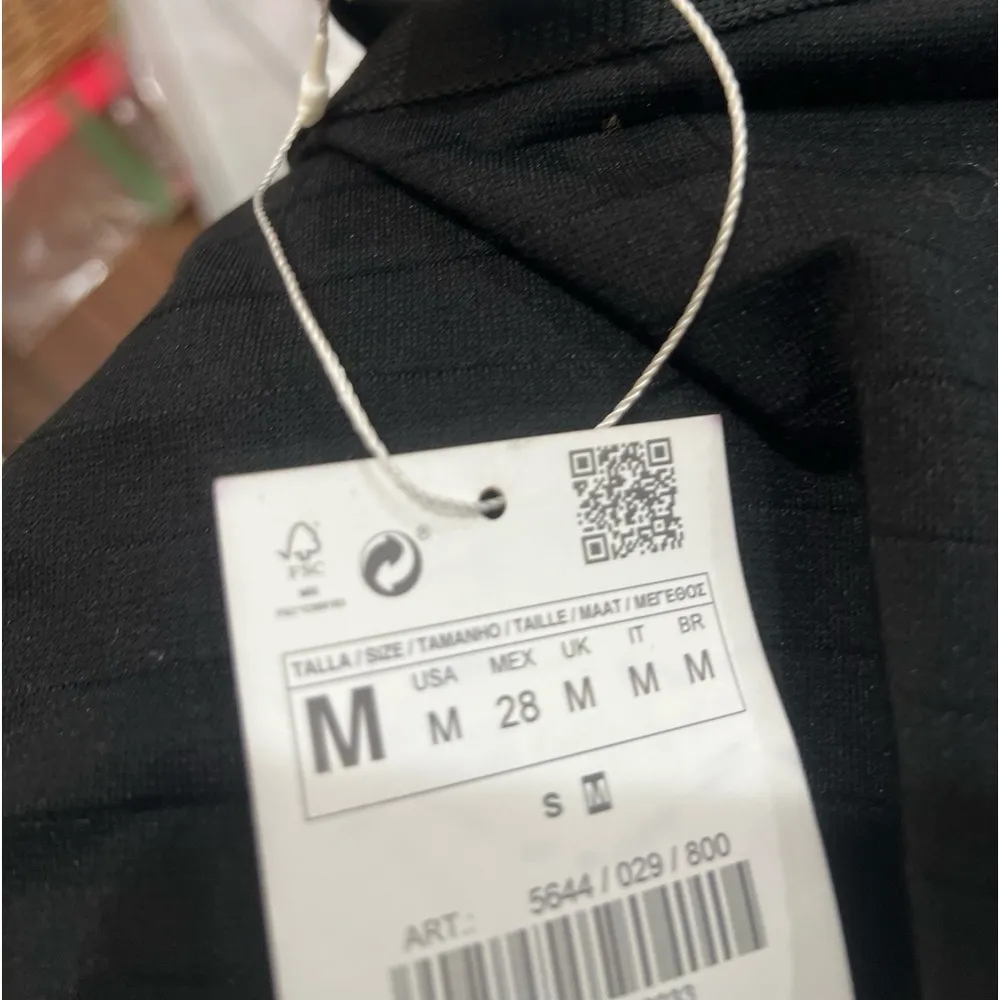 FSC
®
TALLA / SIZE / TAMANHO / TAILLE / MAAT / ΜΕΓΕΘΟΣ
USA MEX UK IT BR
M M 28 M M M
S M
ART.: 5644 / 029 / 800